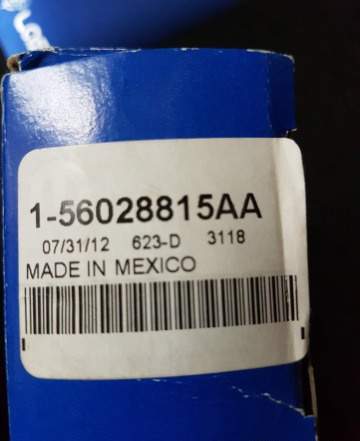 1-56028815AA
07/31/12 623-D 3118
MADE IN MEXICO